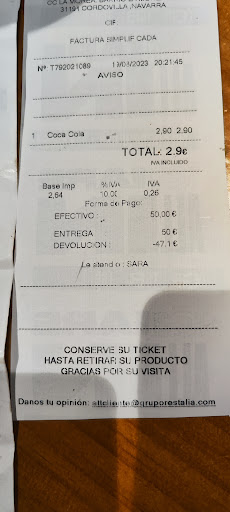 31191 CORDOVILLA ,NAVARRA
CIF:
FACTURA SIMPLIFICADA
Nº T792021089 13/08/2023 20:21:45
AVISO
1 Coca Cola 2,90 2,90
TOTAL: 2.9€
IVA INCLUIDO
Base Imp. %IVA IVA
2,64 10.00 0,26
Forma de Pago:
EFECTIVO : 50,00 €
ENTREGA 50 €
DEVOLUCION : -47,1 €
Le atendio : SARA
CONSERVE SU TICKET
HASTA RETIRAR SU PRODUCTO
GRACIAS POR SU VISITA
Danos tu opinión: attcliente@gruporestalia.com